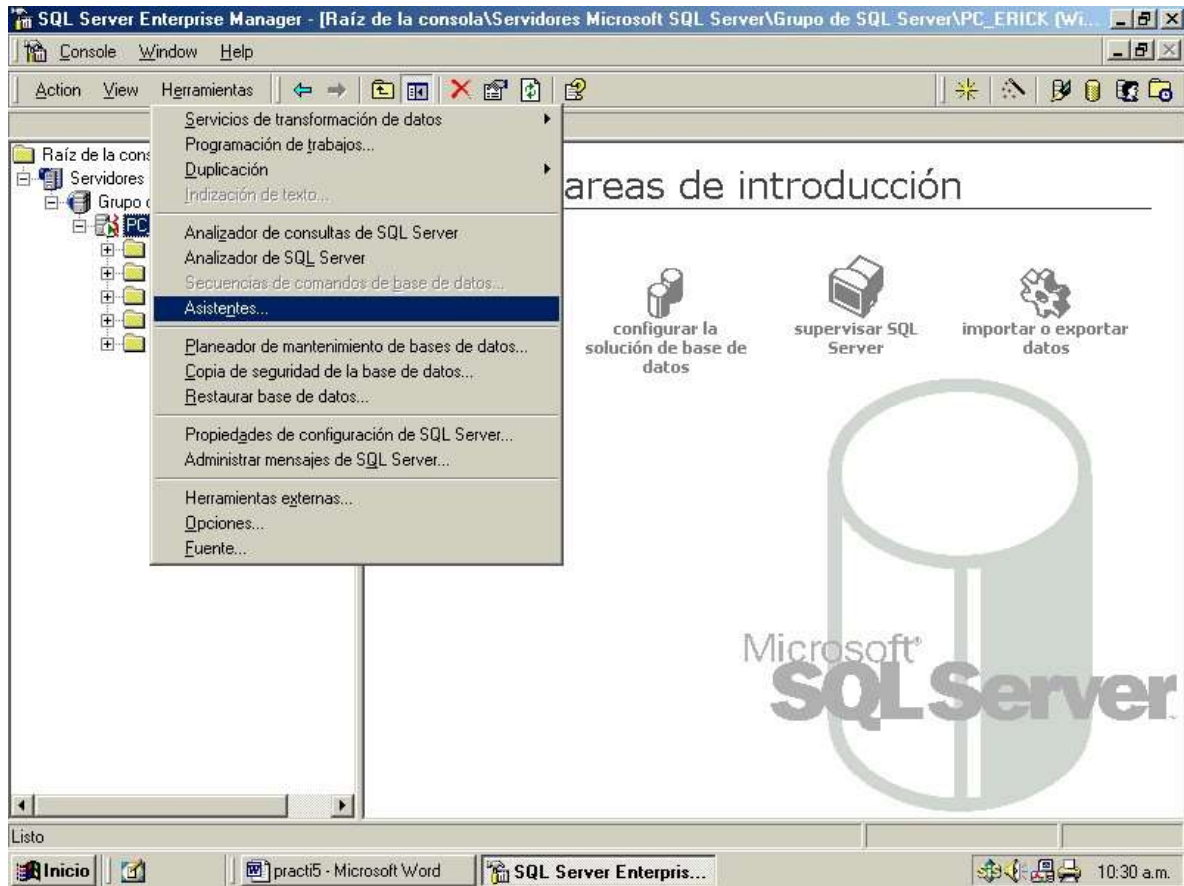 SQL Server Enterprise Manager - [Raíz de la consola\Servidores Microsoft SQL Server\Grupo de SQL Server\PC_ERICK (Wi...
Console Window Help
Action View Herramientas
Servicios de transformación de datos
Programación de trabajos...
Duplicación
Indización de texto...
Analizador de consultas de SQL Server
Analizador de SQL Server
Secuencias de comandos de base de datos...
Asistentes...
Planeador de mantenimiento de bases de datos...
Copia de seguridad de la base de datos...
Restaurar base de datos...
Propiedades de configuración de SQL Server...
Administrar mensajes de SQL Server...
Herramientas externas...
Opciones...
Fuente...
Raíz de la cons
Servidores
Grupo
PC
areas de introducción
configurar la
solución de base de
datos
supervisar SQL
Server
importar o exportar
datos
Microsoft®
SQL Server
Listo
Inicio
practi5 - Microsoft Word
SQL Server Enterpris...
10:30 a.m.